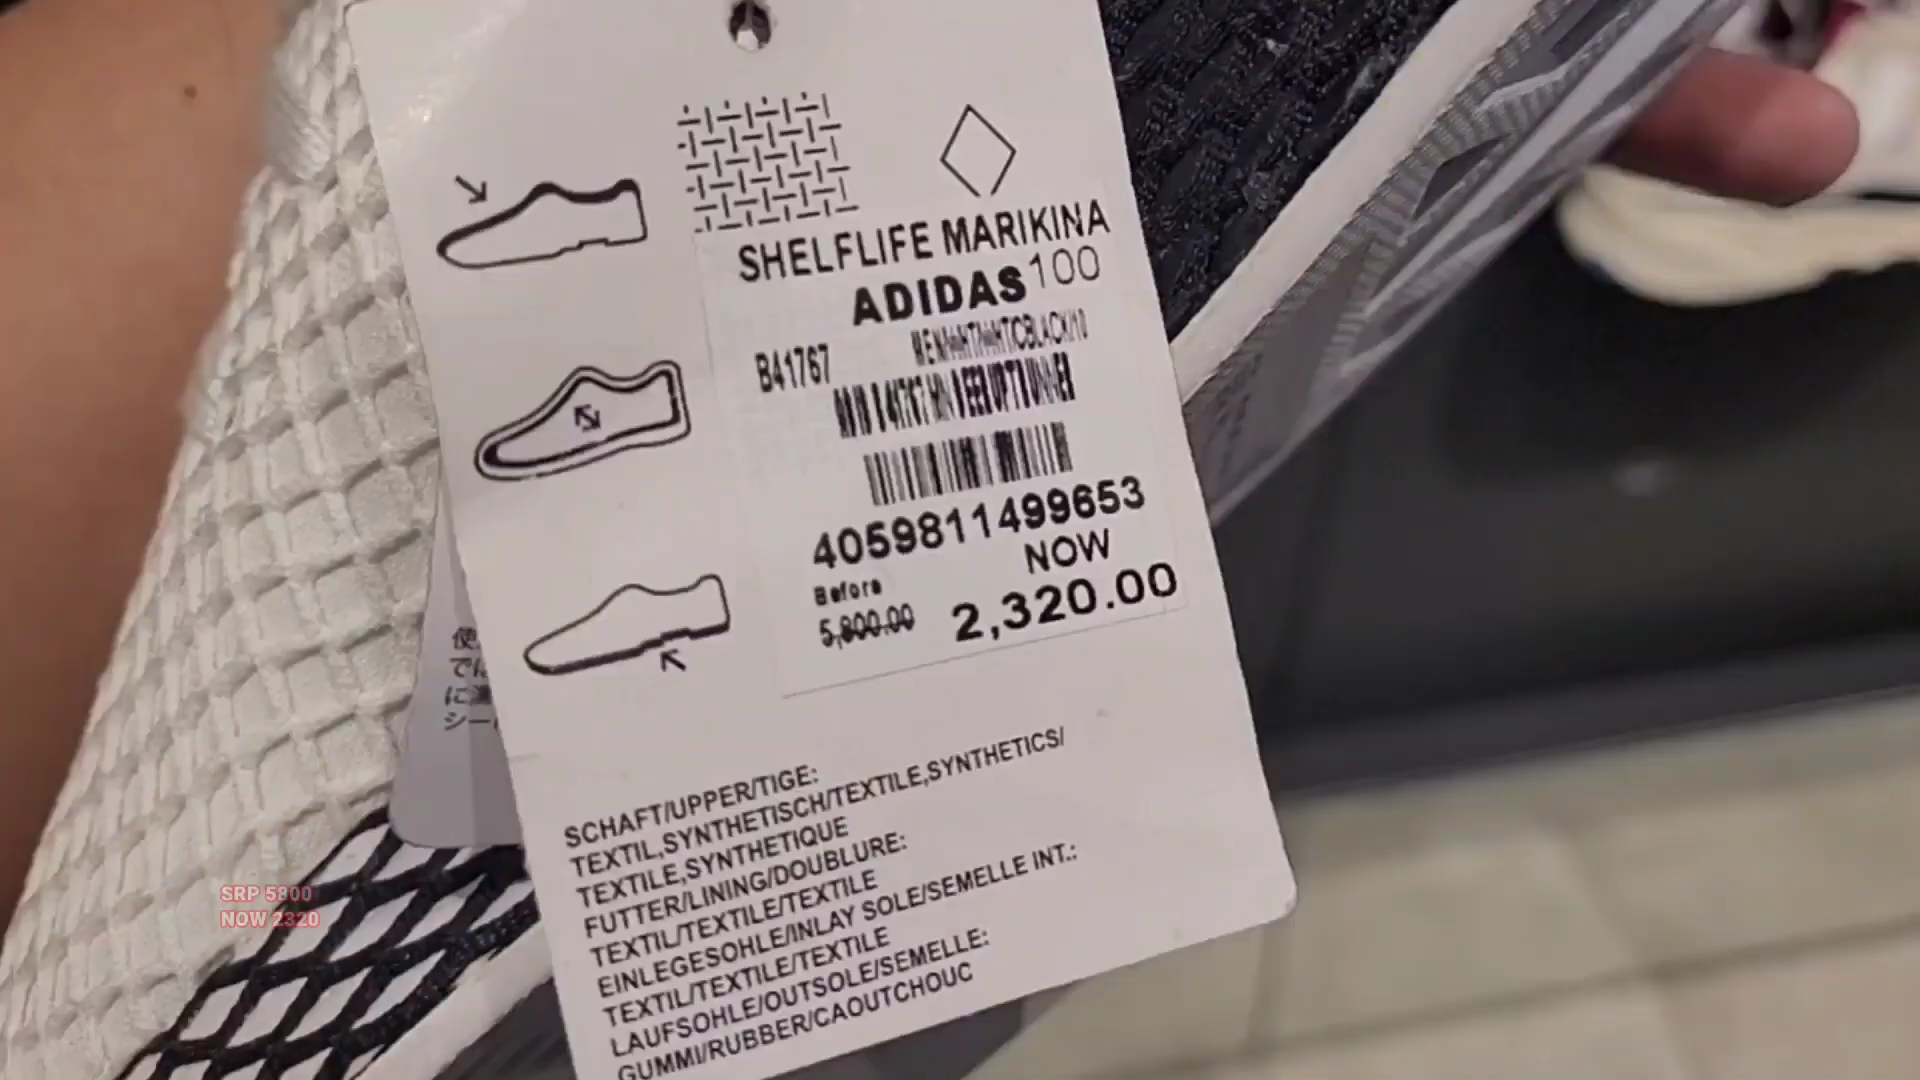 SHELFLIFE MARIKINA
ADIDAS 100
B41767
4059811499653
NOW
Before
5,800.00 2,320.00
SCHAFT/UPPER/TIGE:
TEXTIL,SYNTHETISCH/TEXTILE,SYNTHETICS/
TEXTILE,SYNTHETIQUE
FUTTER/LINING/DOUBLURE:
TEXTIL/TEXTILE/TEXTILE
EINLEGESOHLE/INLAY SOLE/SEMELLE INT.:
TEXTIL/TEXTILE/TEXTILE
LAUFSOHLE/OUTSOLE/SEMELLE:
GUMMI/RUBBER/CAOUTCHOUC
SRP 5800
NOW 2320